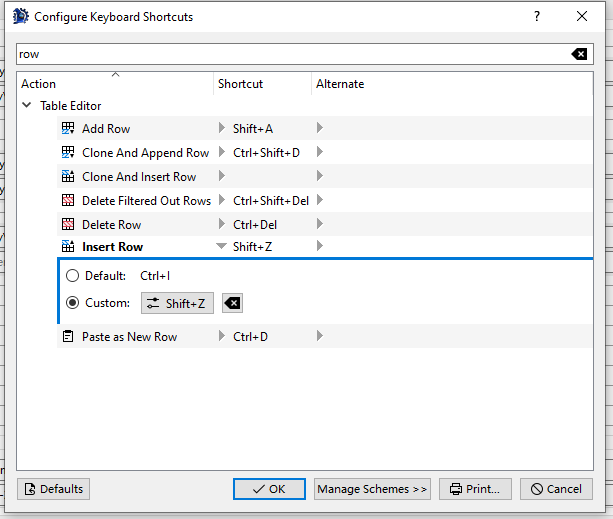 Configure Keyboard Shortcuts
?
row
Action Shortcut Alternate
Table Editor
Add Row Shift+A
Clone And Append Row Ctrl+Shift+D
Clone And Insert Row
Delete Filtered Out Rows Ctrl+Shift+Del
Delete Row Ctrl+Del
Insert Row Shift+Z
Default: Ctrl+I
Custom: Shift+Z
Paste as New Row Ctrl+D
Defaults OK Manage Schemes >> Print... Cancel